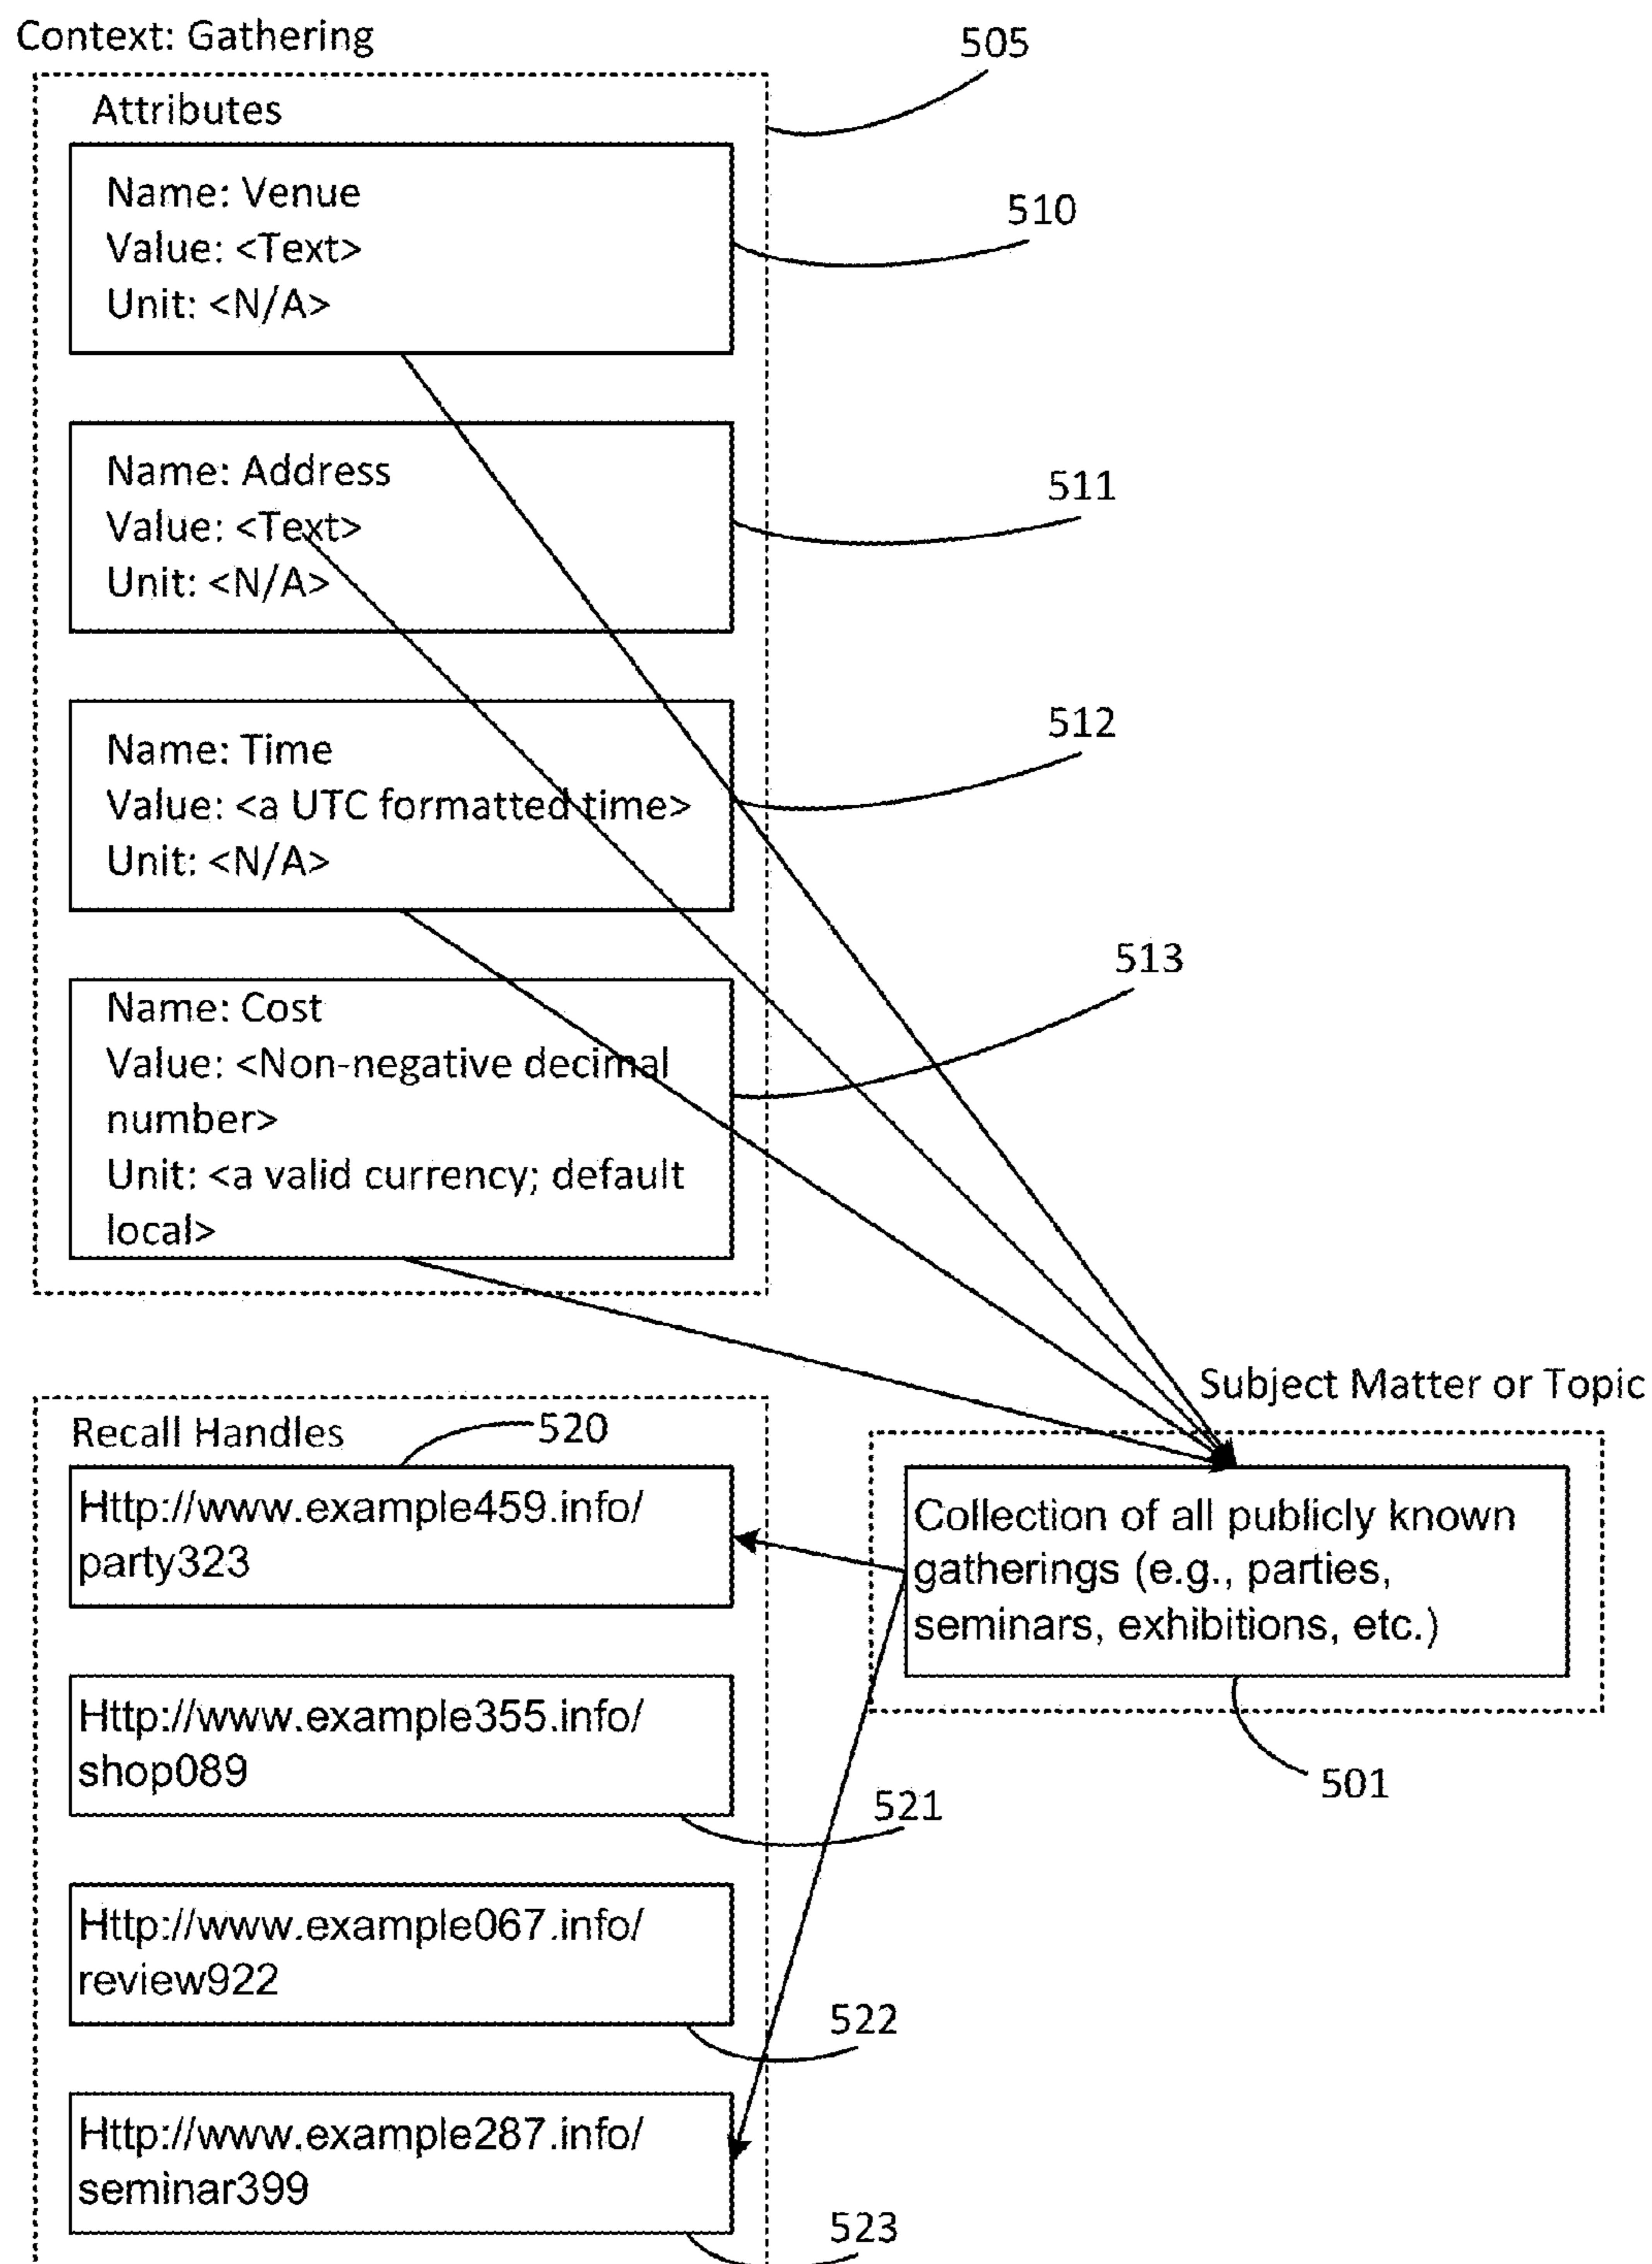 Context: Gathering
505
Attributes
Name: Venue
Value: <Text>
Unit: <N/A>
510
Name: Address
Value: <Text>
Unit: <N/A>
511
Name: Time
Value: <a UTC formatted time>
Unit: <N/A>
512
Name: Cost
Value: <Non-negative decimal
number>
Unit: <a valid currency; default
local>
513
Subject Matter or Topic
Collection of all publicly known
gatherings (e.g., parties,
seminars, exhibitions, etc.)
501
Recall Handles
520
Http://www.example459.info/
party323
Http://www.example355.info/
shop089
521
Http://www.example067.info/
review922
522
Http://www.example287.info/
seminar399
523